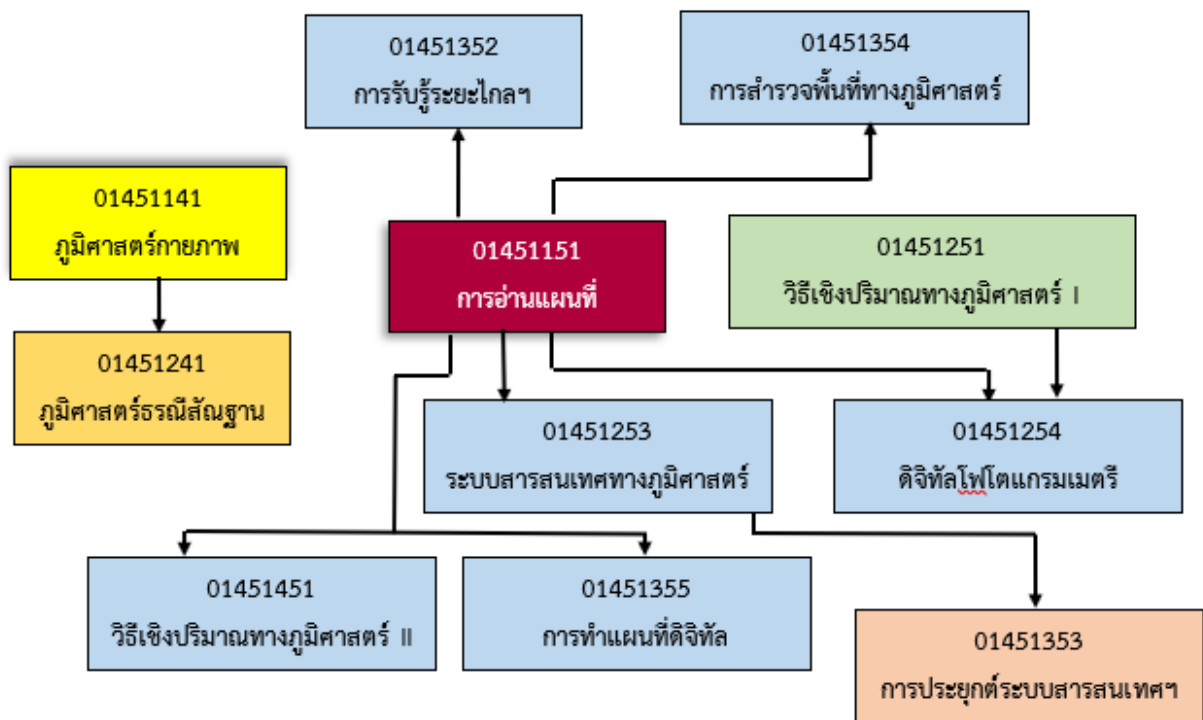 01451352
การรับรู้ระยะไกลฯ
01451354
การสำรวจพื้นที่ทางภูมิศาสตร์
01451141
ภูมิศาสตร์กายภาพ
01451151
การอ่านแผนที่
01451251
วิธีเชิงปริมาณทางภูมิศาสตร์ I
01451241
ภูมิศาสตร์ธรณีสัณฐาน
01451253
ระบบสารสนเทศทางภูมิศาสตร์
01451254
ดิจิทัลโฟโตแกรมเมตรี
01451451
วิธีเชิงปริมาณทางภูมิศาสตร์ II
01451355
การทำแผนที่ดิจิทัล
01451353
การประยุกต์ระบบสารสนเทศฯ